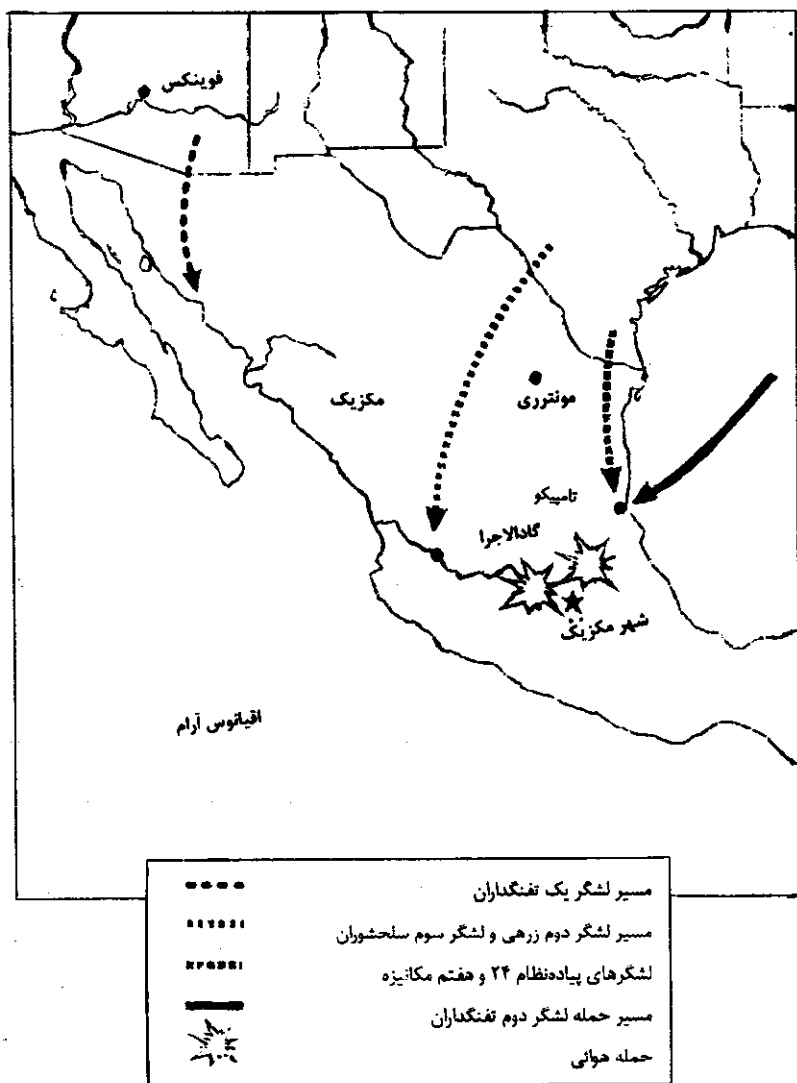 فوینکس
مکزیک
مونترری
تامپیکو
گادالاجرا
شهر مکزیک
اقیانوس آرام
مسیر لشگر یک تفنگداران
مسیر لشگر دوم زرهی و لشگر سوم سلحشوران
لشگرهای پیاده‌نظام ۲۴ و هفتم مکانیزه
مسیر حمله لشگر دوم تفنگداران
حمله هوائی